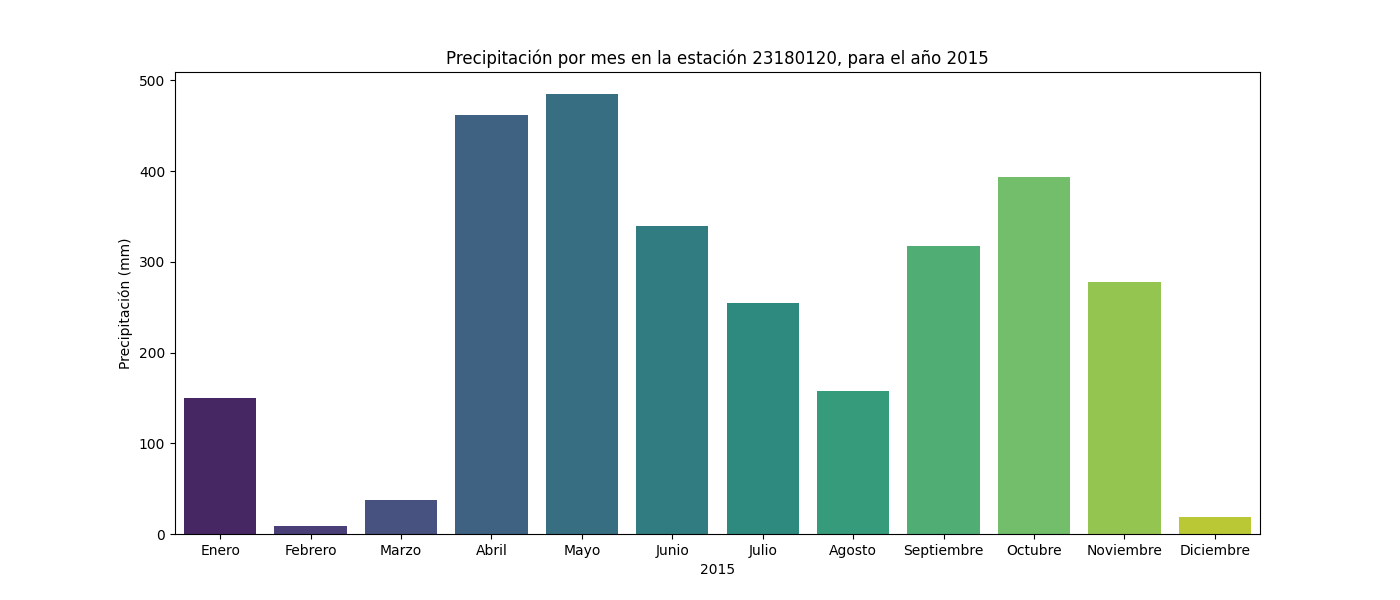 Precipitación por mes en la estación 23180120, para el año 2015
Precipitación (mm)
500
400
300
200
100
0
Enero Febrero Marzo Abril Mayo Junio Julio Agosto Septiembre Octubre Noviembre Diciembre
2015